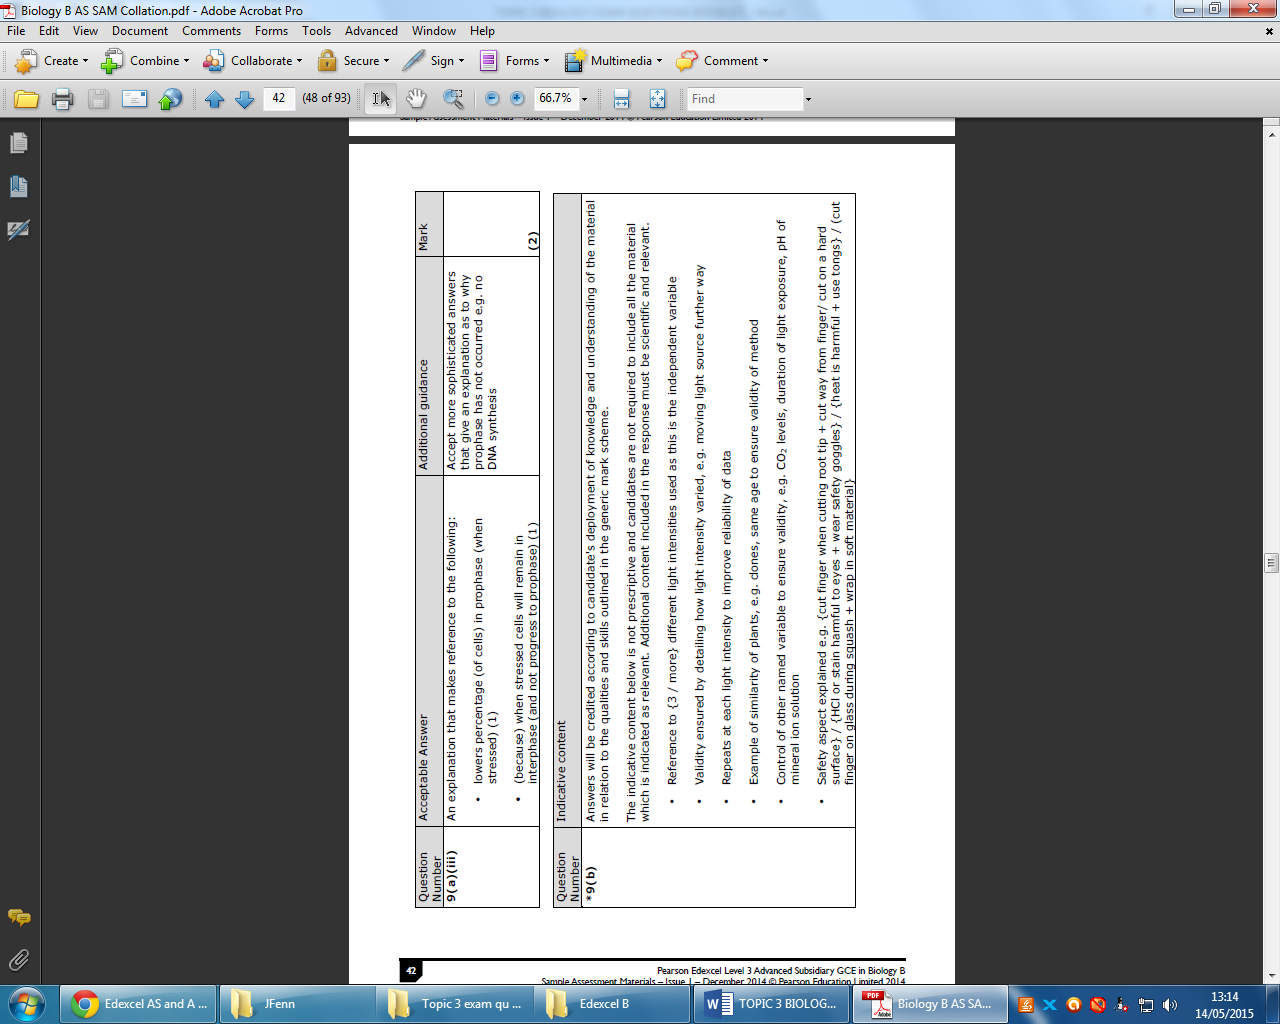 Biology B AS SAM Collation.pdf - Adobe Acrobat Pro
File Edit View Document Comments Forms Tools Advanced Window Help
Create Combine Collaborate Secure Sign Forms Multimedia Comment
42 (48 of 93) 66.7% Find
Sample Assessment Materials – Issue 1 – December 2014 © Pearson Education Limited 2014
Question Number
Acceptable Answer
Additional guidance
Mark
9(a)(iii)
An explanation that makes reference to the following:
• lowers percentage (of cells) in prophase (when
stressed) (1)
• (because) when stressed cells will remain in
interphase (and not progress to prophase) (1)
Accept more sophisticated answers
that give an explanation as to why
prophase has not occurred e.g. no
DNA synthesis
(2)
Question Number
Indicative content
*9(b)
Answers will be credited according to candidate's deployment of knowledge and understanding of the material
in relation to the qualities and skills outlined in the generic mark scheme.
The indicative content below is not prescriptive and candidates are not required to include all the material
which is indicated as relevant. Additional content included in the response must be scientific and relevant.
• Reference to {3 / more} different light intensities used as this is the independent variable
• Validity ensured by detailing how light intensity varied, e.g. moving light source further way
• Repeats at each light intensity to improve reliability of data
• Example of similarity of plants, e.g. clones, same age to ensure validity of method
• Control of other named variable to ensure validity, e.g. CO₂ levels, duration of light exposure, pH of
mineral ion solution
• Safety aspect explained e.g. {cut finger when cutting root tip + cut way from finger/ cut on a hard
surface} / {HCl or stain harmful to eyes + wear safety goggles} / {heat is harmful + use tongs} / (cut
finger on glass during squash + wrap in soft material}
42
Pearson Edexcel Level 3 Advanced Subsidiary GCE in Biology B
Sample Assessment Materials – Issue 1 – December 2014 © Pearson Education Limited 2014
Edexcel AS and A ... JFenn Topic 3 exam qu ... Edexcel B TOPIC 3 BIOLOG... Biology B AS SA...
13:14
14/05/2015